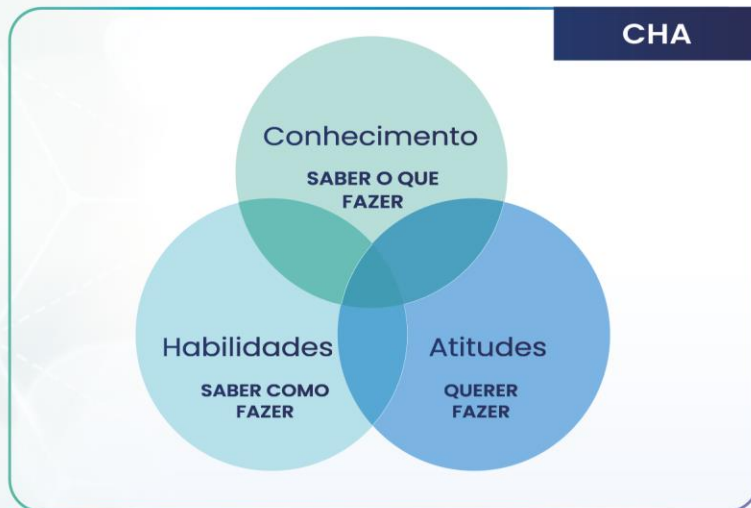 CHA
Conhecimento
SABER O QUE
FAZER
Habilidades
SABER COMO
FAZER
Atitudes
QUERER
FAZER